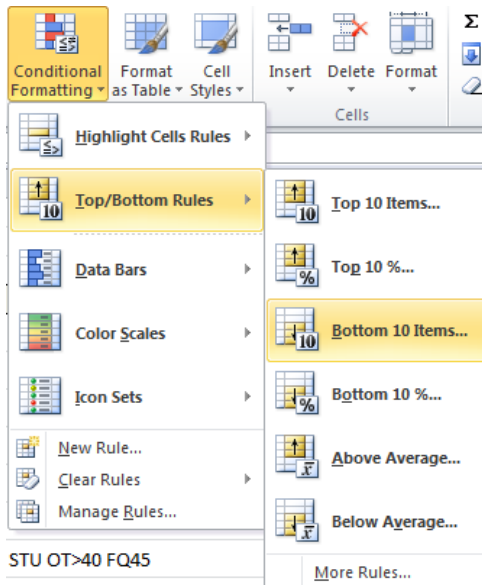 Conditional Format Cell Insert Delete Format Σ
Formatting as Table Styles
Cells
Highlight Cells Rules
Top/Bottom Rules
Top 10 Items...
Top 10 %...
Data Bars
Bottom 10 Items...
Color Scales
Bottom 10 %...
Icon Sets
New Rule...
Above Average...
Clear Rules
Manage Rules...
Below Average...
STU OT>40 FQ45
More Rules...